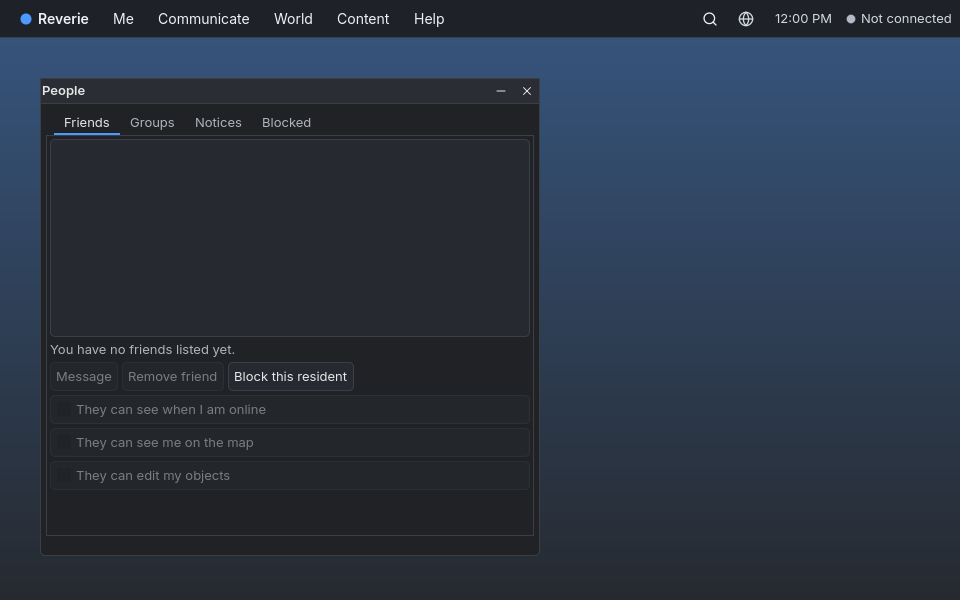 Reverie Me Communicate World Content Help 12:00 PM Not connected
People
Friends Groups Notices Blocked
You have no friends listed yet.
Message Remove friend Block this resident
They can see when I am online
They can see me on the map
They can edit my objects